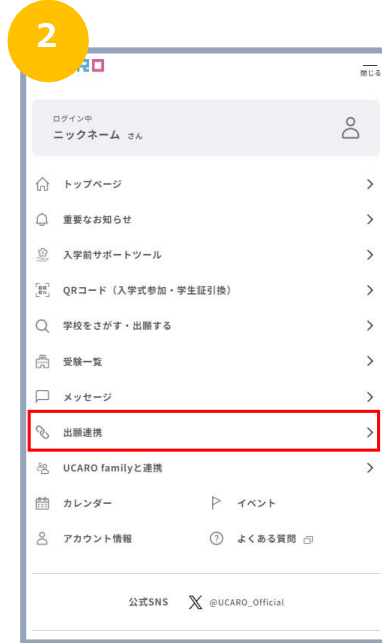 2
RO
閉じる
ログイン中
ニックネーム さん
トップページ
重要なお知らせ
入学前サポートツール
QRコード（入学式参加・学生証引換）
学校をさがす・出願する
受験一覧
メッセージ
出願連携
UCARO familyと連携
カレンダー イベント
アカウント情報 よくある質問
公式SNS @UCARO_Official